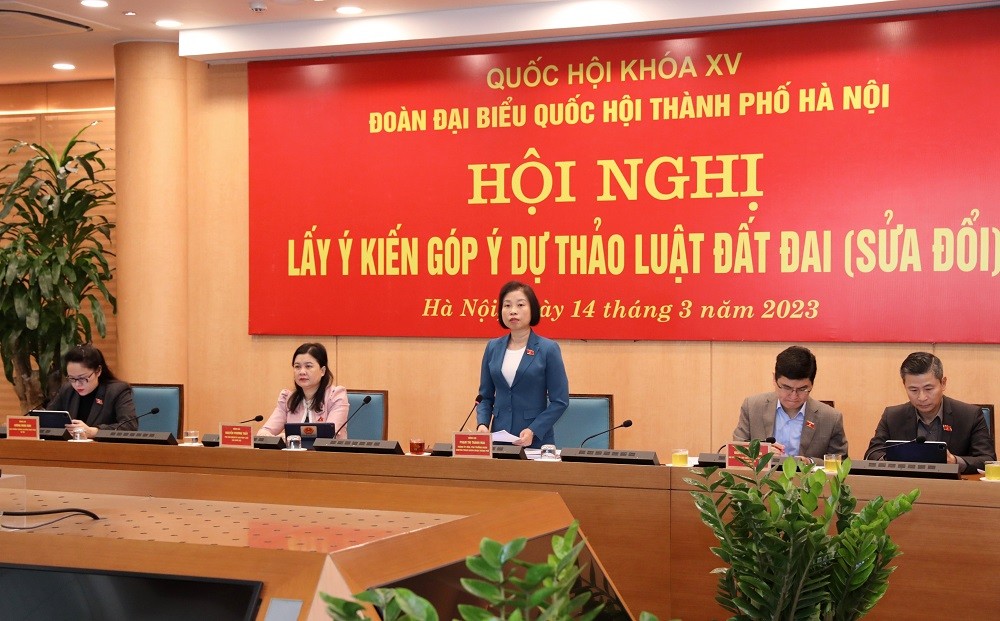 QUỐC HỘI KHÓA XV
ĐOÀN ĐẠI BIỂU QUỐC HỘI THÀNH PHỐ HÀ NỘI
HỘI NGHỊ
LẤY Ý KIẾN GÓP Ý DỰ THẢO LUẬT ĐẤT ĐAI (SỬA ĐỔI)
Hà Nội, ngày 14 tháng 3 năm 2023